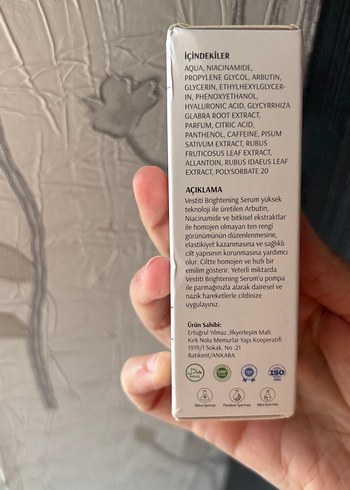 İÇİNDEKİLER
AQUA, NIACINAMIDE,
PROPYLENE GLYCOL, ARBUTIN,
GLYCERIN, ETHYLHEXYLGLYCER-
IN, PHENOXYETHANOL,
HYALURONIC ACID, GLYCYRRHIZA
GLABRA ROOT EXTRACT,
PARFUM, CITRIC ACID,
PANTHENOL, CAFFEINE, PISUM
SATIVUM EXTRACT, RUBUS
FRUTICOSUS LEAF EXTRACT,
ALLANTOIN, RUBUS IDAEUS LEAF
EXTRACT, POLYSORBATE 20
AÇIKLAMA
Vestiti Brightening Serum yüksek
teknoloji ile üretilen Arbutin,
Niacinamide ve bitkisel ekstraktlar
ile homojen olmayan ten rengi
görünümünün düzenlenmesine,
elastikiyet kazanmasına ve sağlıklı
cilt yapısının korunmasına yardımcı
olur. Ciltte homojen ve hızlı bir
emilim gösterir. Yeterli miktarda
Vestiti Brightening Serum'u pompa
ile parmağınızla alarak dairesel ve
nazik hareketlerle cildinize
uygulayınız.
Ürün Sahibi:
Ertuğrul Yılmaz ,İlkyerleşim Mah.
Kırk Nolu Memurlar Yapı Kooperatifi
1919/1 Sokak, No :21
Batıkent/ANKARA
GMP
ISO